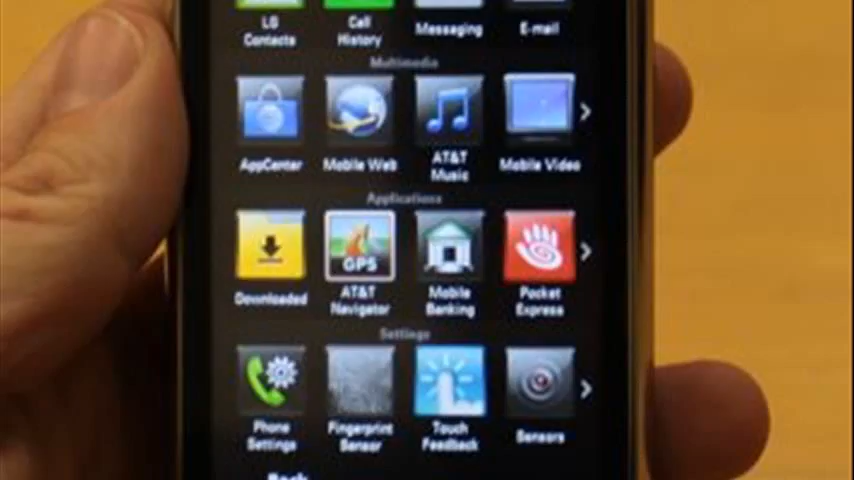 LG Contacts
Call History
Messaging
E-mail
Multimedia
AppCenter
Mobile Web
AT&T Music
Mobile Video
Applications
GPS
Downloaded
AT&T Navigator
Mobile Banking
Pocket Express
Settings
Phone Settings
Fingerprint Sensor
Touch Feedback
Sensors
Back